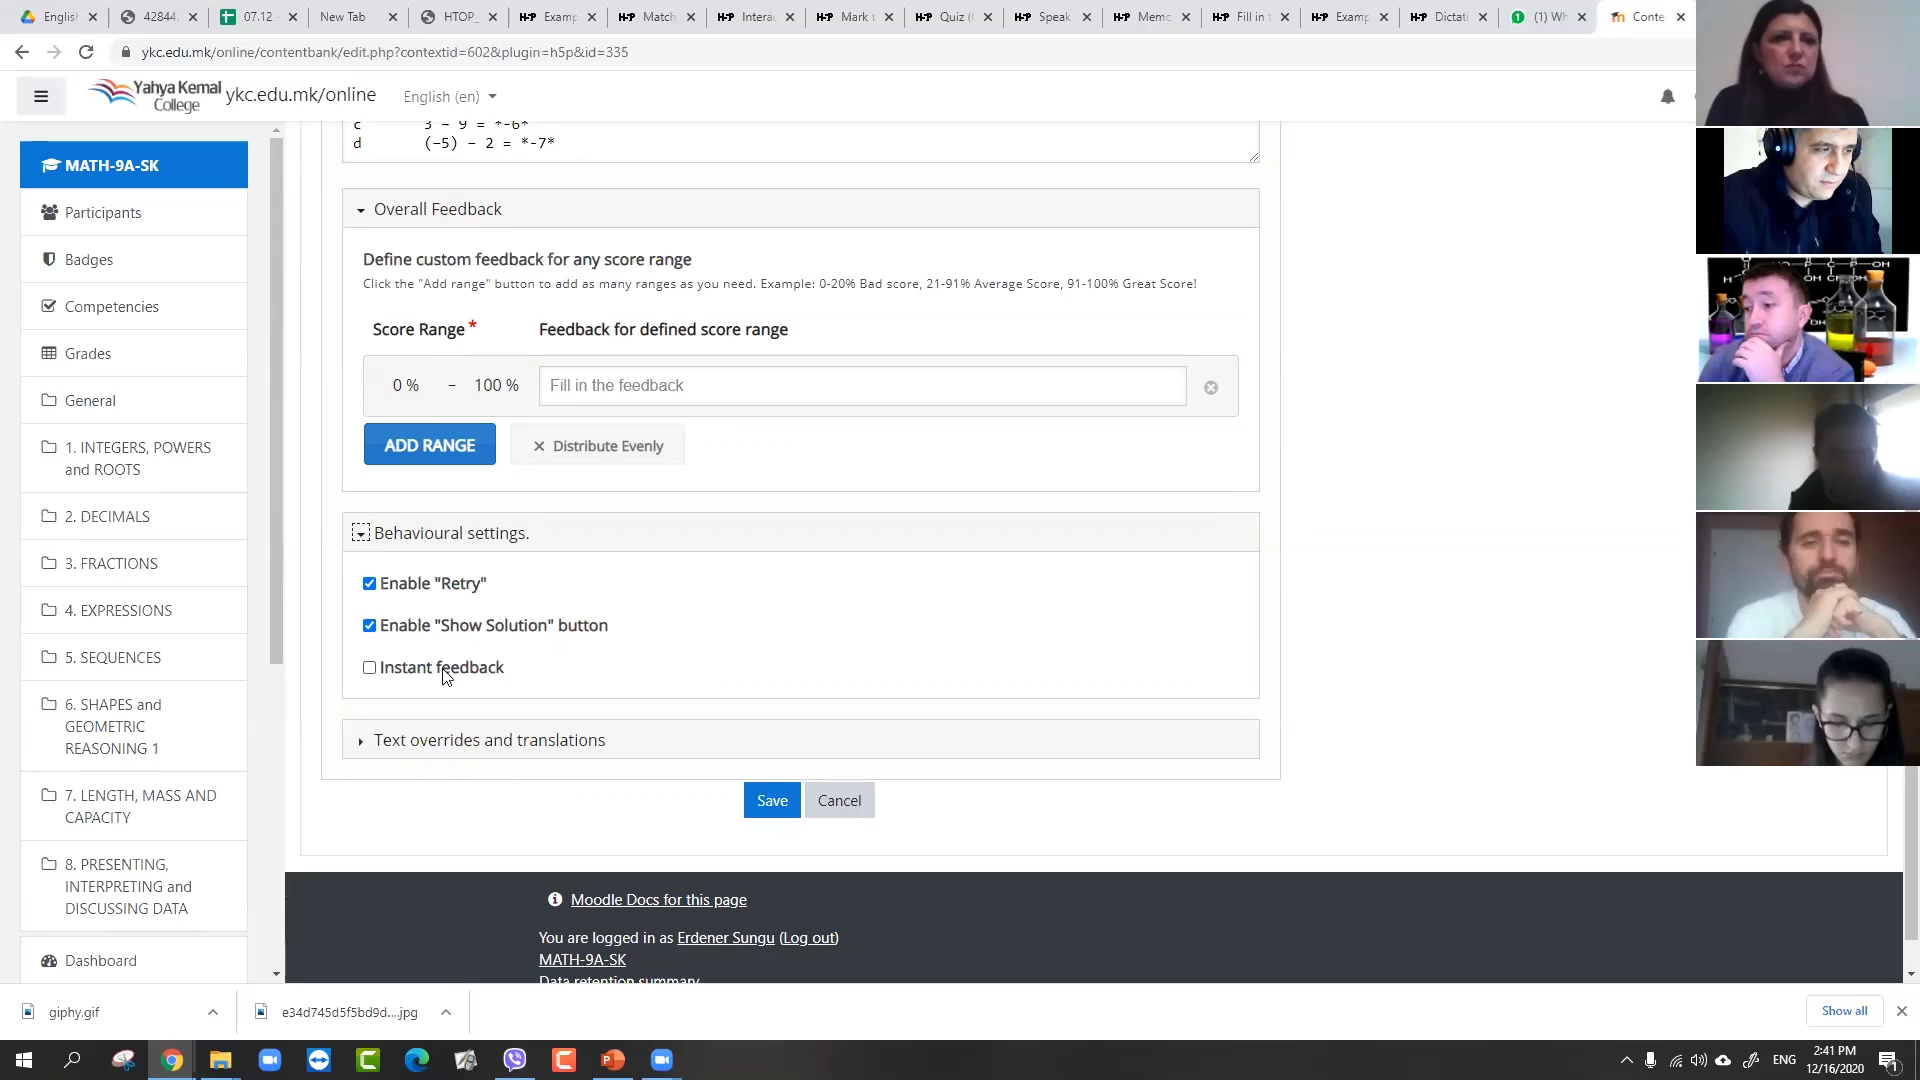 English
42844.
07.12 -
New Tab
HTOP_
H-P Examp
H-P Match
H-P Intera
H-P Mark t
H-P Quiz (
H-P Speak
H-P Memo
H-P Fill in t
H-P Examp
H-P Dictati
(1) Wh
Conte
ykc.edu.mk/online/contentbank/edit.php?contextid=602&plugin=h5p&id=335
Yahya Kemal
College
ykc.edu.mk/online
English (en)
MATH-9A-SK
Participants
Badges
Competencies
Grades
General
1. INTEGERS, POWERS
and ROOTS
2. DECIMALS
3. FRACTIONS
4. EXPRESSIONS
5. SEQUENCES
6. SHAPES and
GEOMETRIC
REASONING 1
7. LENGTH, MASS AND
CAPACITY
8. PRESENTING,
INTERPRETING and
DISCUSSING DATA
Dashboard
c 3 − 9 = *-6*
d (−5) − 2 = *-7*
Overall Feedback
Define custom feedback for any score range
Click the "Add range" button to add as many ranges as you need. Example: 0-20% Bad score, 21-91% Average Score, 91-100% Great Score!
Score Range * Feedback for defined score range
0 % – 100 % Fill in the feedback
ADD RANGE Distribute Evenly
Behavioural settings.
Enable "Retry"
Enable "Show Solution" button
Instant feedback
Text overrides and translations
Save Cancel
Moodle Docs for this page
You are logged in as Erdener Sungu (Log out)
MATH-9A-SK
Data retention summary
giphy.gif
e34d745d5f5bd9d....jpg
Show all
ENG
2:41 PM
12/16/2020
1